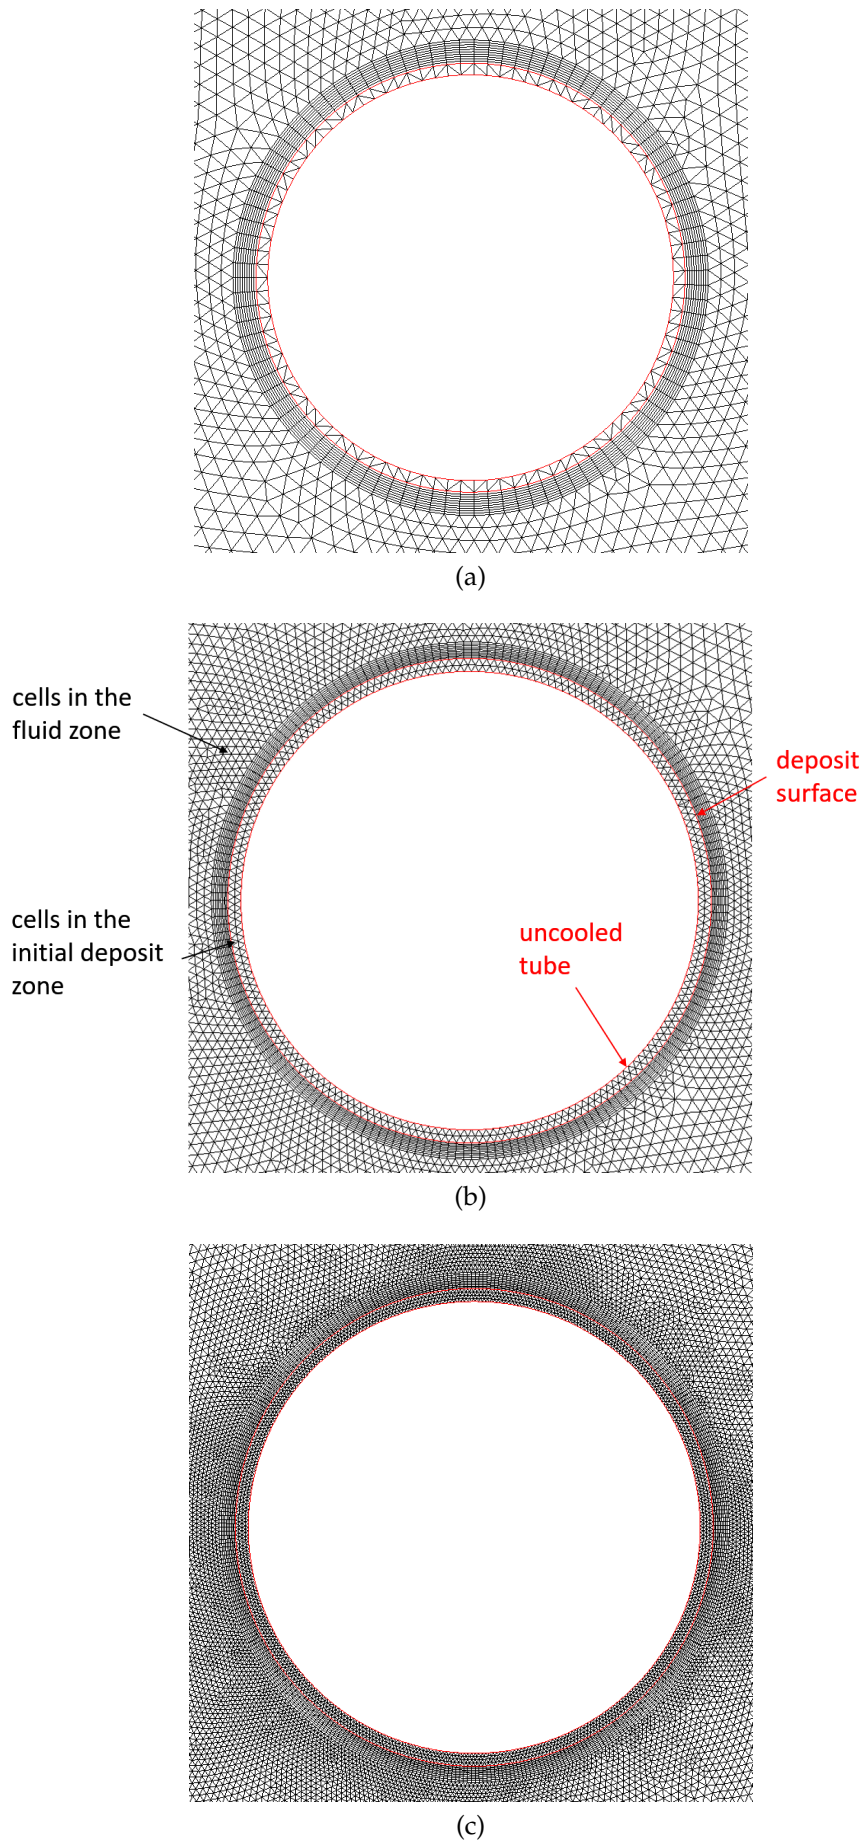 (a)
cells in the
fluid zone
deposit
surface
cells in the
initial deposit
zone
uncooled
tube
(b)
(c)